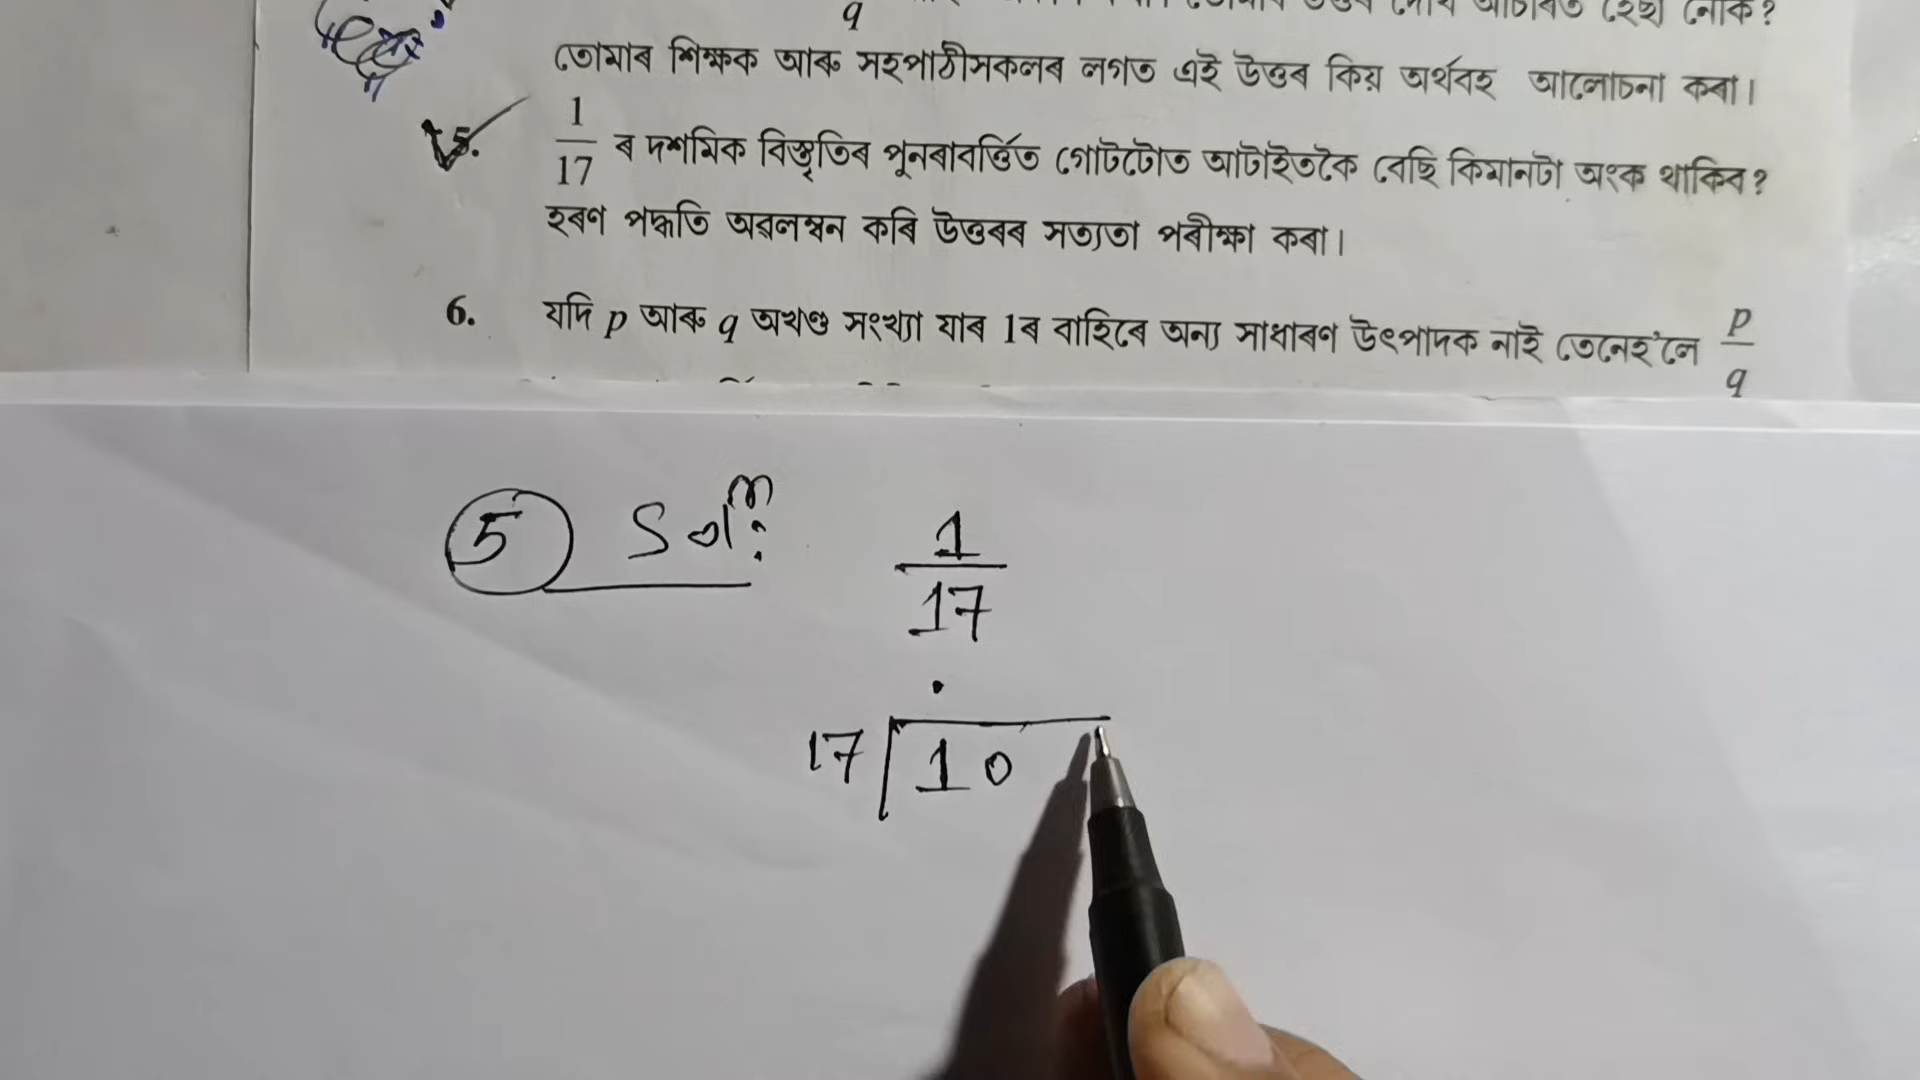 q
তোমাৰ শিক্ষক আৰু সহপাঠীসকলৰ লগত এই উত্তৰ কিয় অৰ্থবহ আলোচনা কৰা।
5. 1/17 ৰ দশমিক বিস্তৃতিৰ পুনৰাবৰ্ত্তিত গোটটোত আটাইতকৈ বেছি কিমানটা অংক থাকিব?
হৰণ পদ্ধতি অৱলম্বন কৰি উত্তৰৰ সত্যতা পৰীক্ষা কৰা।
6. যদি p আৰু q অখণ্ড সংখ্যা যাৰ 1ৰ বাহিৰে অন্য সাধাৰণ উৎপাদক নাই তেনেহ'লে p/q
5 Solⁿ: 1/17
.
17 10